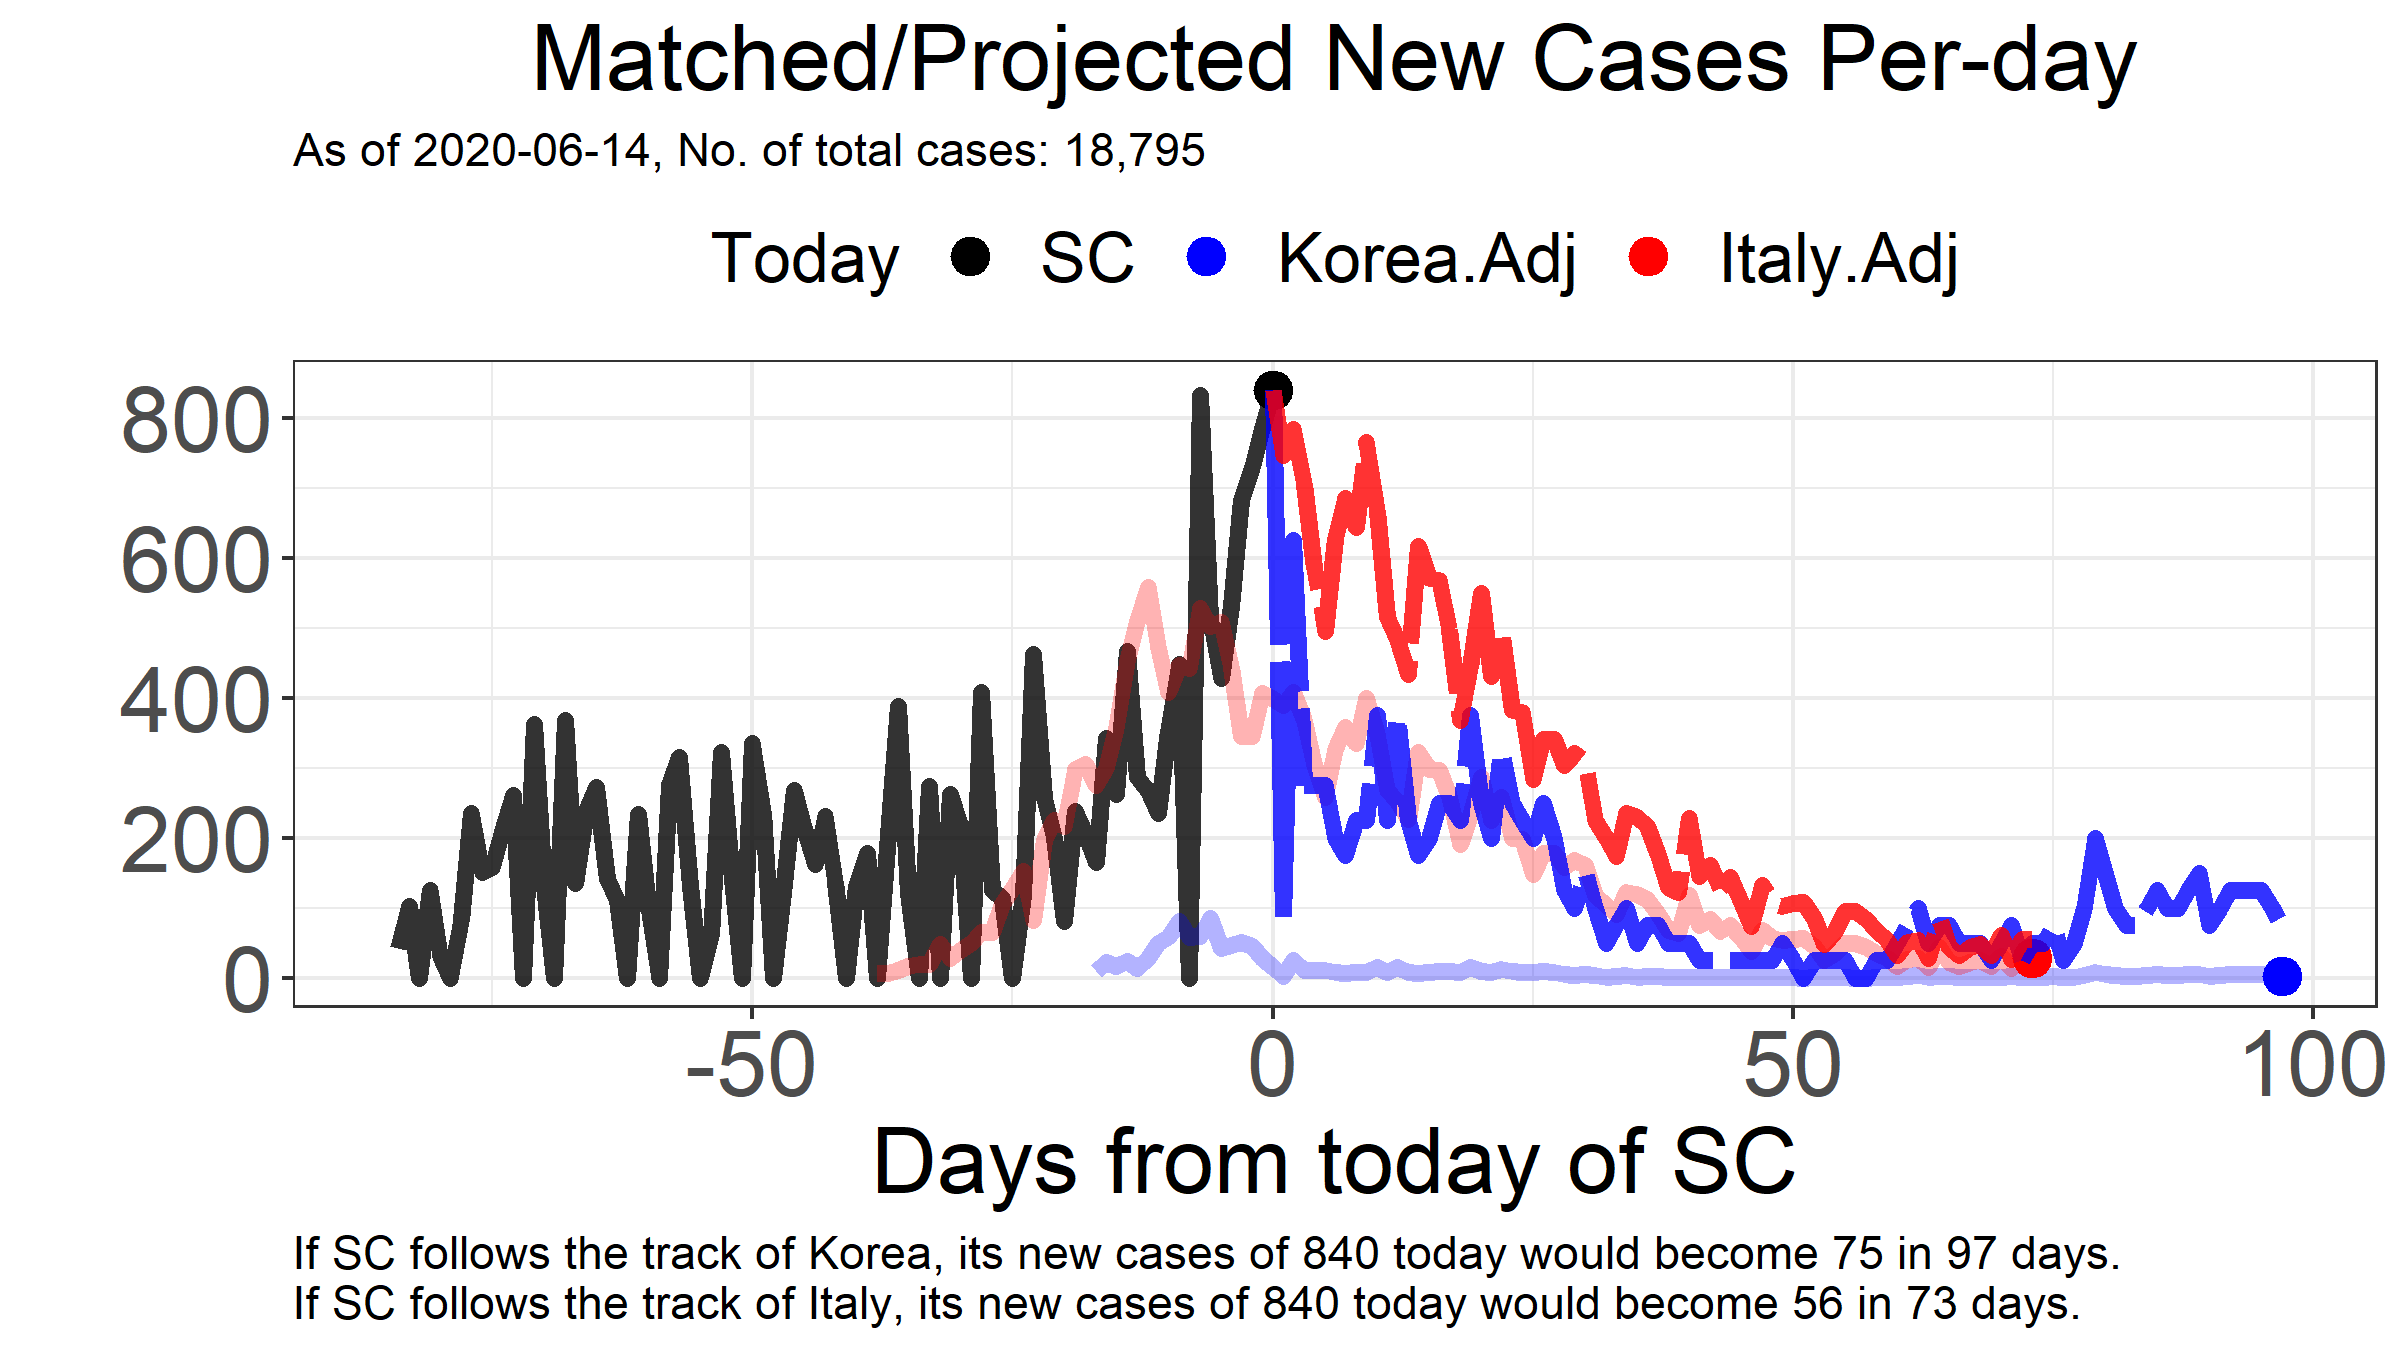 Matched/Projected New Cases Per-day
As of 2020-06-14, No. of total cases: 18,795
Today SC Korea.Adj Italy.Adj
800
600
400
200
0
-50 0 50 100
Days from today of SC
If SC follows the track of Korea, its new cases of 840 today would become 75 in 97 days.
If SC follows the track of Italy, its new cases of 840 today would become 56 in 73 days.